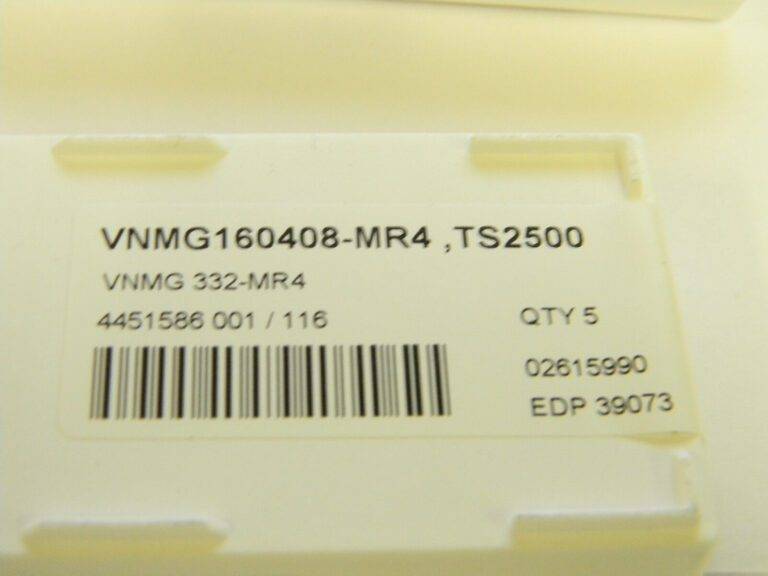 VNMG160408-MR4 ,TS2500
VNMG 332-MR4
4451586 001 / 116
QTY 5
02615990
EDP 39073